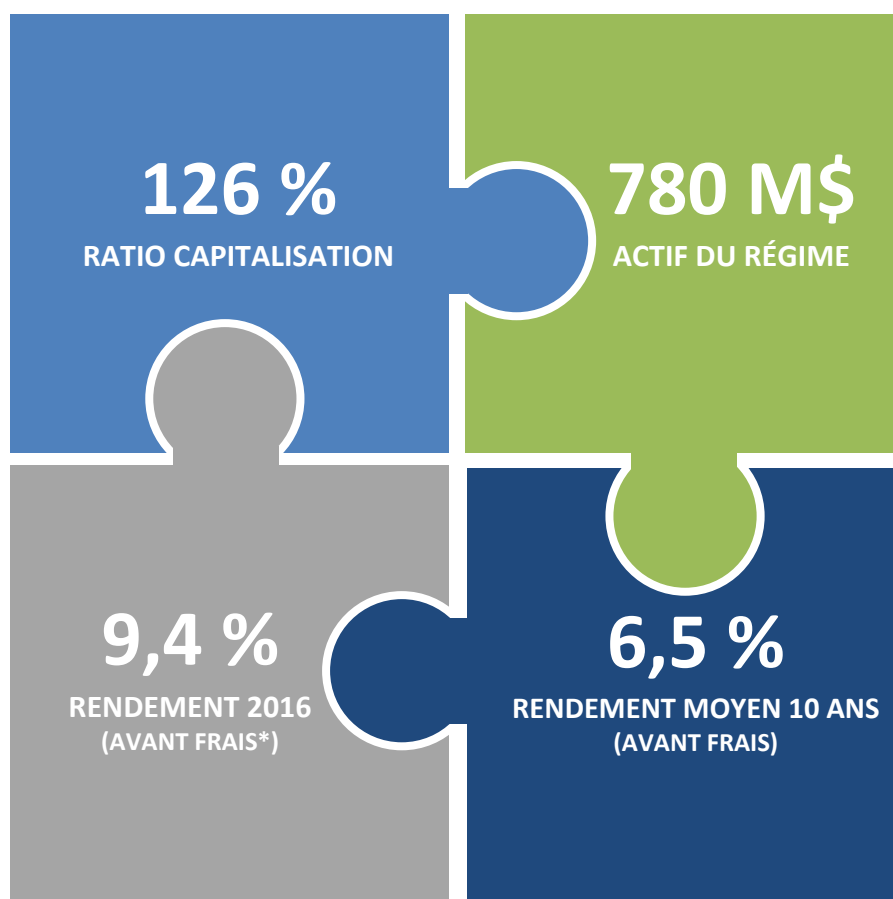 126 %
RATIO CAPITALISATION
780 M$
ACTIF DU RÉGIME
9,4 %
RENDEMENT 2016
(AVANT FRAIS*)
6,5 %
RENDEMENT MOYEN 10 ANS
(AVANT FRAIS)